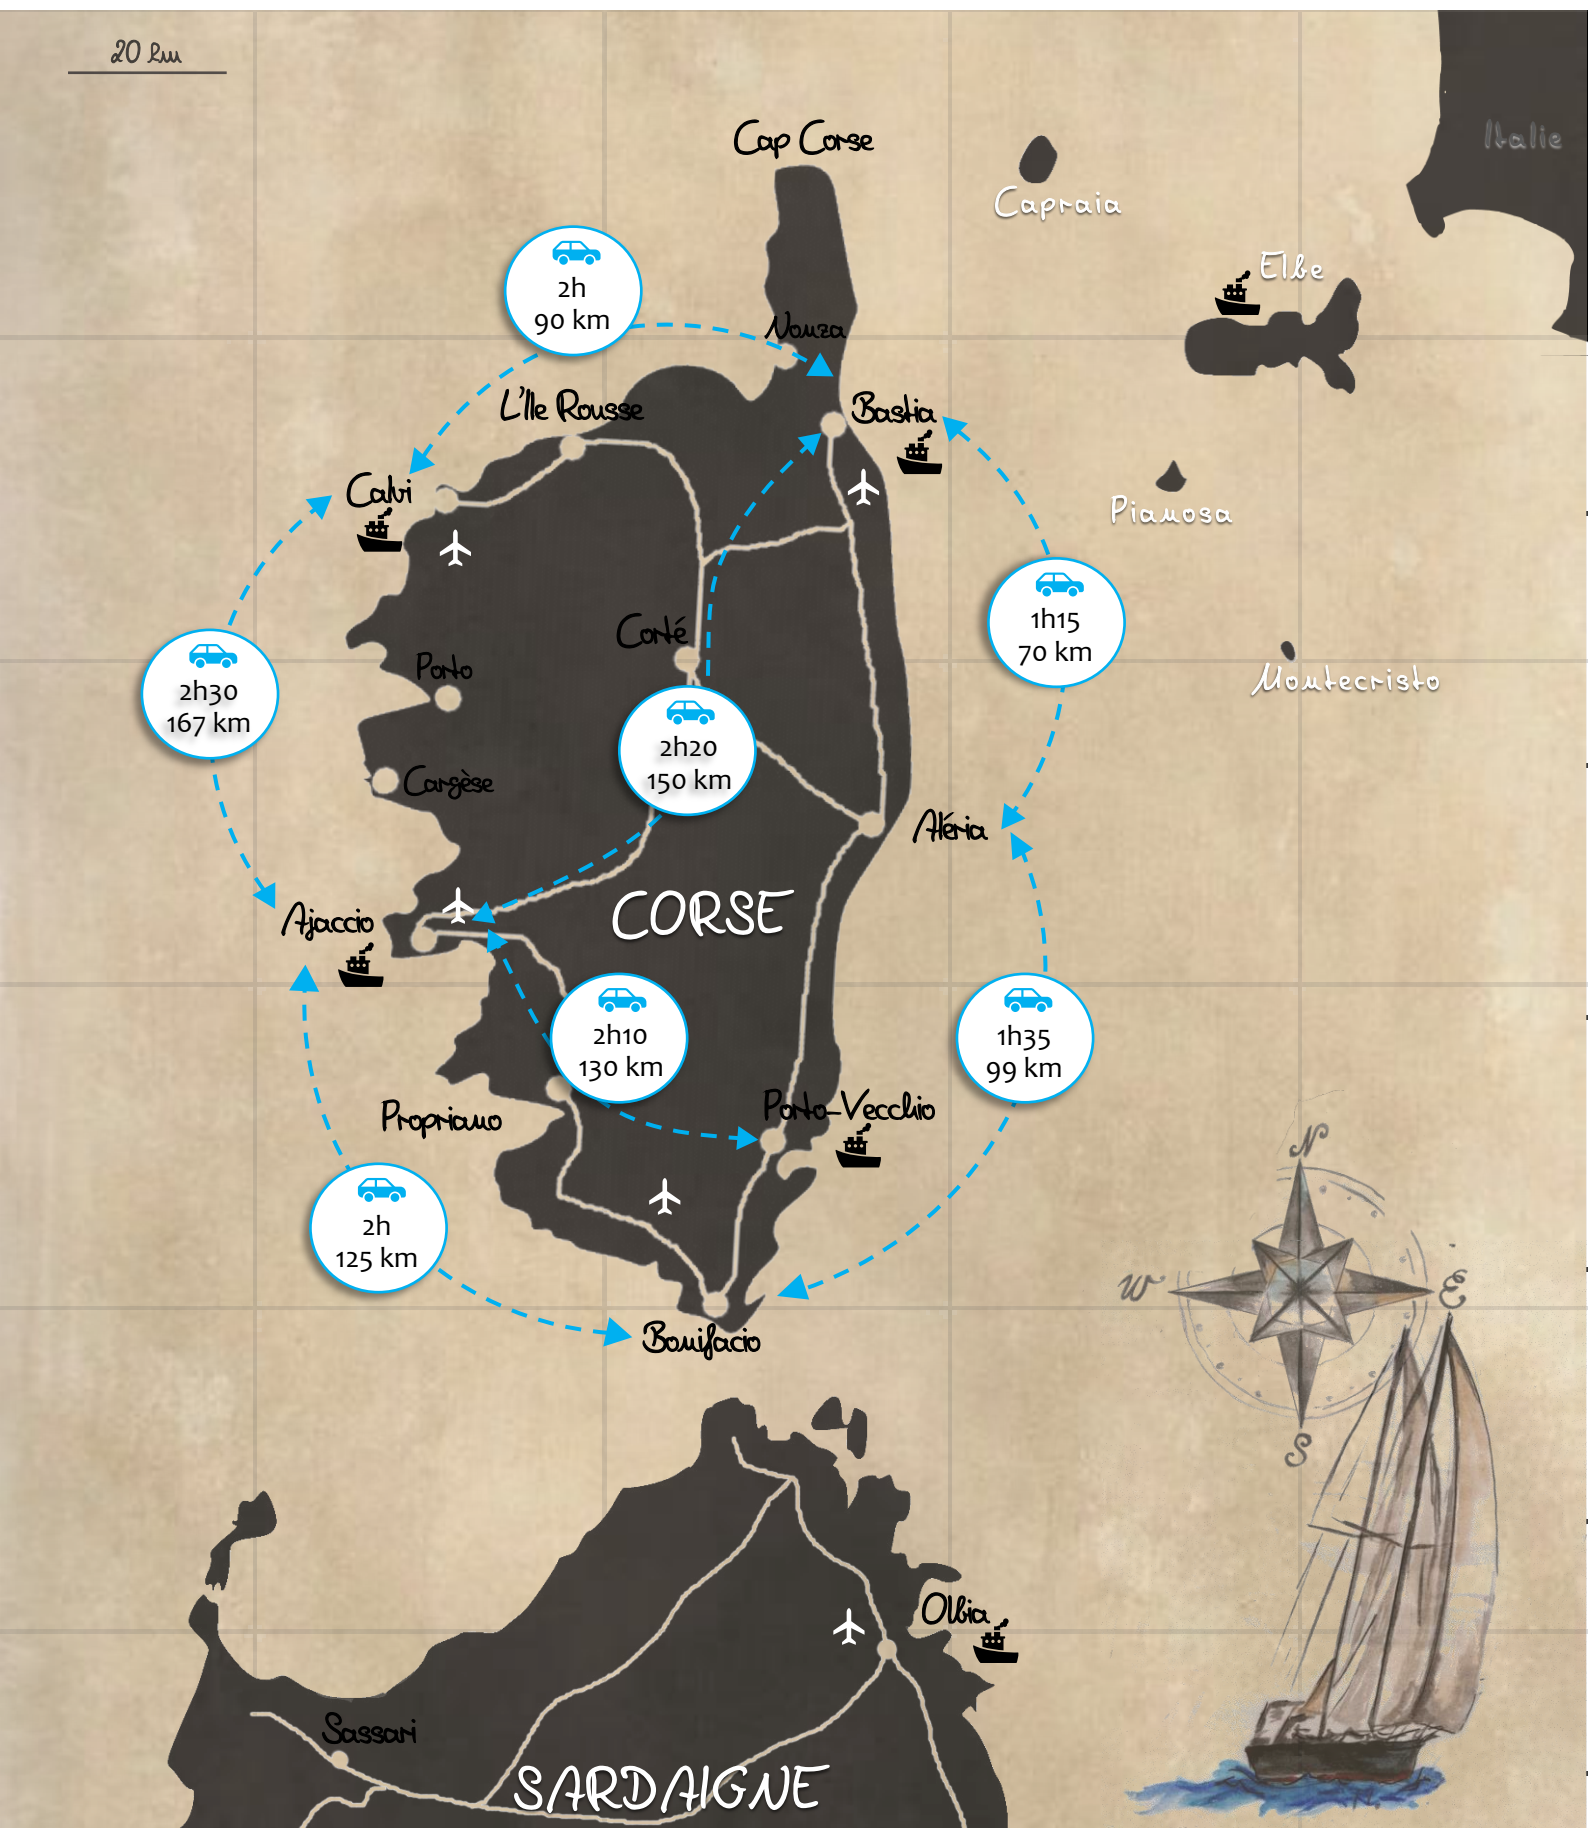 20 km
Cap Corse
Italie
Capraia
Elbe
2h
90 km
Nonza
L'Ile Rousse
Bastia
Calvi
Pianosa
1h15
70 km
Corté
Porto
Montecristo
2h30
167 km
2h20
150 km
Cargèse
Aléria
CORSE
Ajaccio
2h10
130 km
1h35
99 km
Porto-Vecchio
Propriano
N
2h
125 km
W
E
Bonifacio
S
Olbia
Sassari
SARDAIGNE